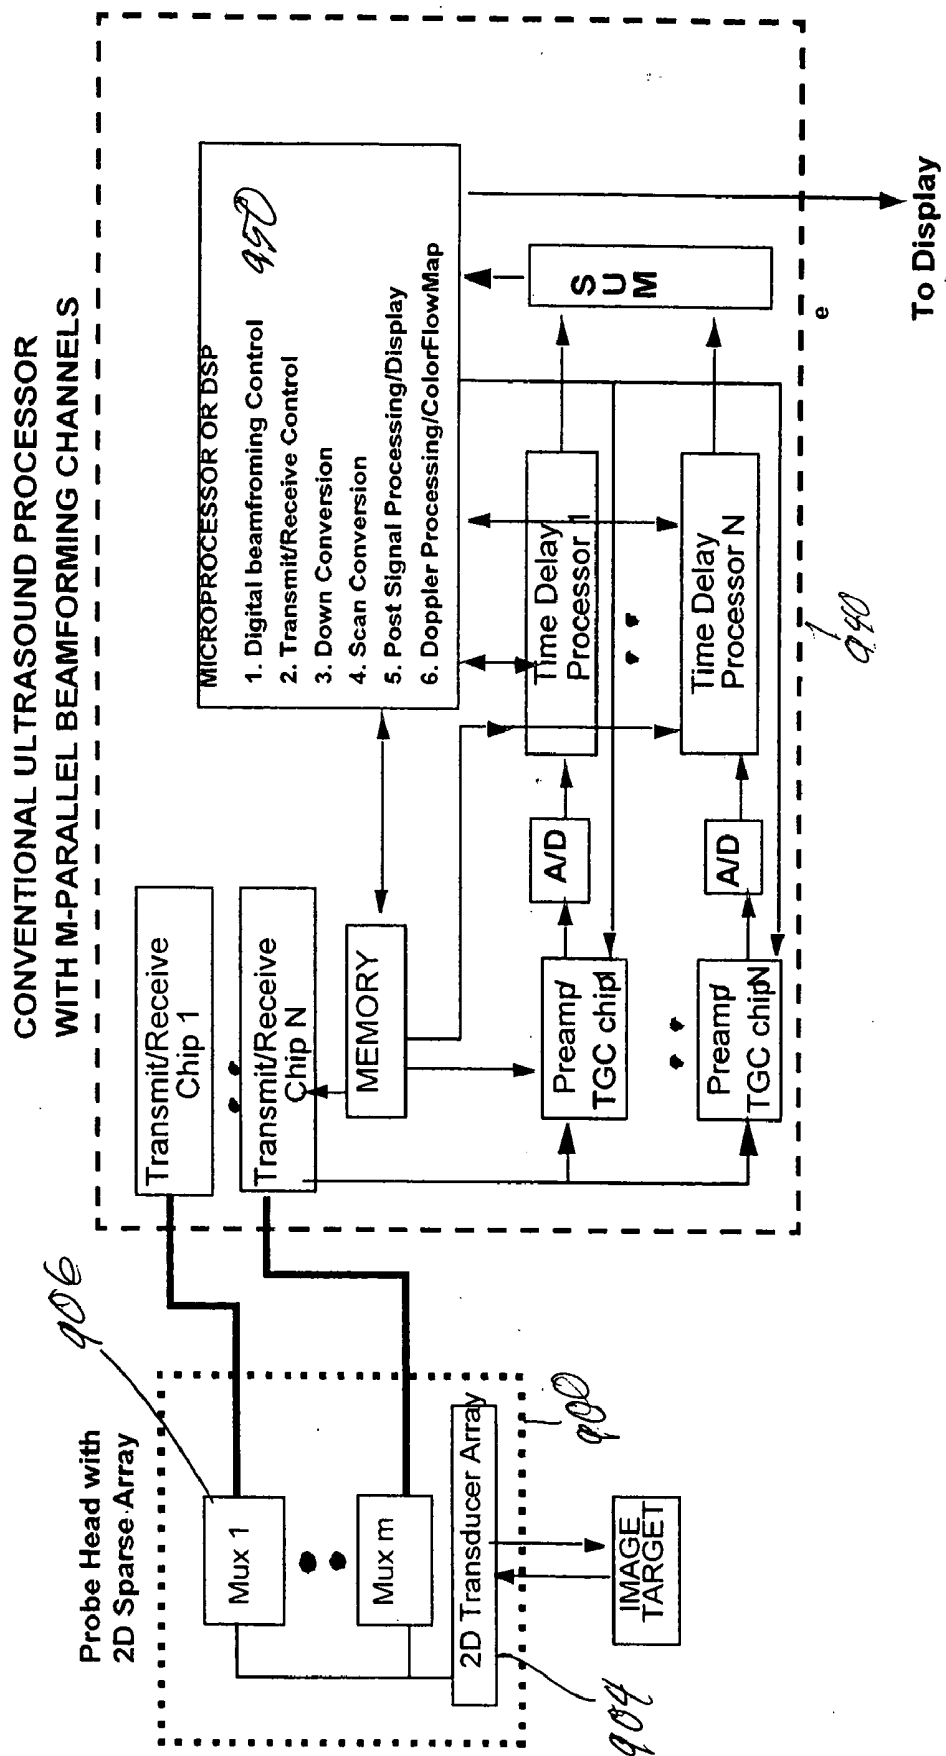 CONVENTIONAL ULTRASOUND PROCESSOR
WITH M-PARALLEL BEAMFORMING CHANNELS
Probe Head with
2D Sparse Array
906
Mux 1
Mux m
2D Transducer Array
900
904
IMAGE
TARGET
Transmit/Receive
Chip 1
Transmit/Receive
Chip N
MEMORY
MICROPROCESSOR OR DSP
950
1. Digital beamfroming Control
2. Transmit/Receive Control
3. Down Conversion
4. Scan Conversion
5. Post Signal Processing/Display
6. Doppler Processing/ColorFlowMap
Preamp/
TGC chip1
A/D
Time Delay
Processor 1
Preamp/
TGC chipN
A/D
Time Delay
Processor N
SUM
940
e
To Display